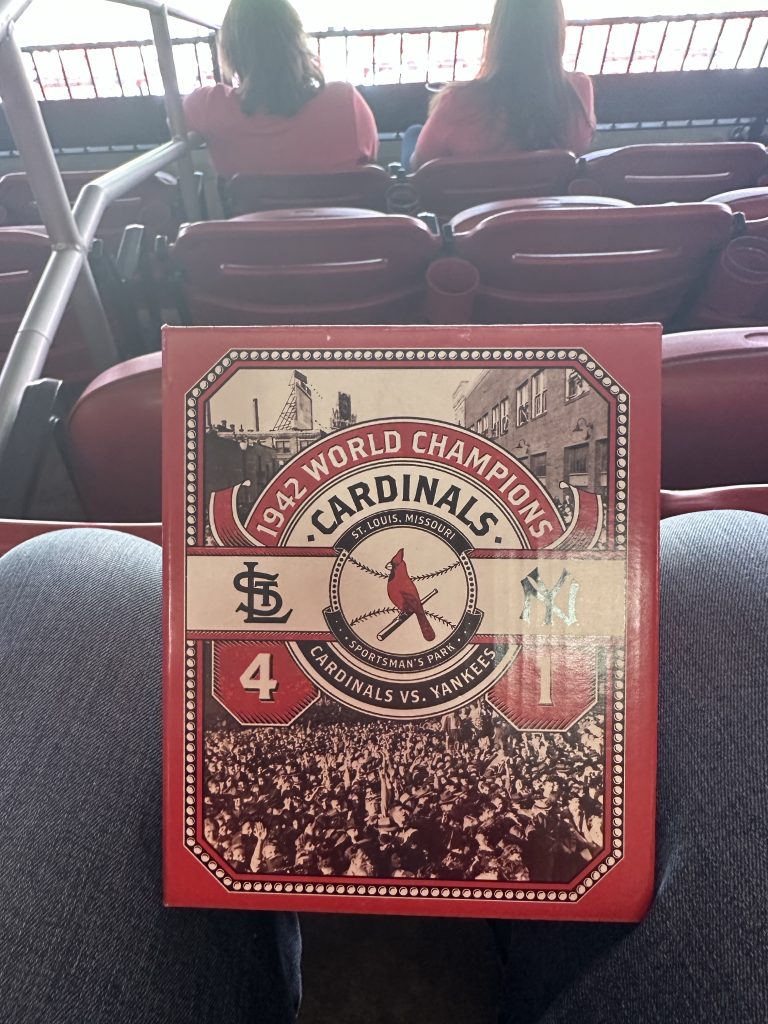 1942 WORLD CHAMPIONS
·CARDINALS·
ST. LOUIS, MISSOURI
STL
NY
SPORTSMAN'S PARK
CARDINALS VS. YANKEES
4
1